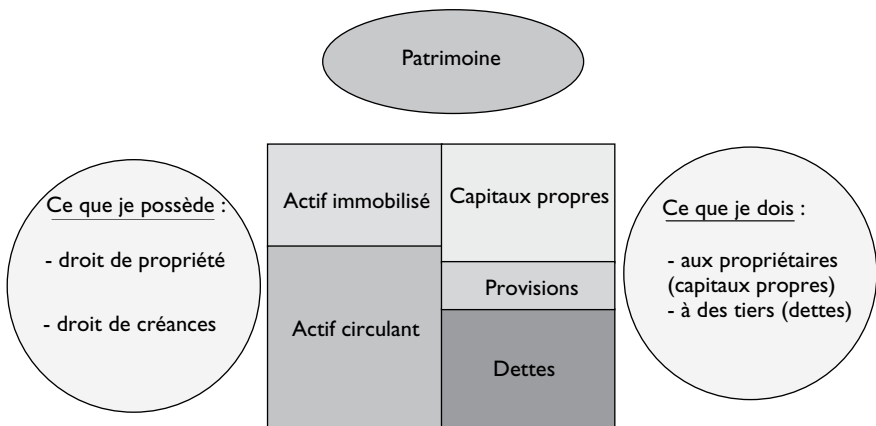 Patrimoine
Ce que je possède :
- droit de propriété
- droit de créances
Actif immobilisé
Actif circulant
Capitaux propres
Provisions
Dettes
Ce que je dois :
- aux propriétaires
(capitaux propres)
- à des tiers (dettes)